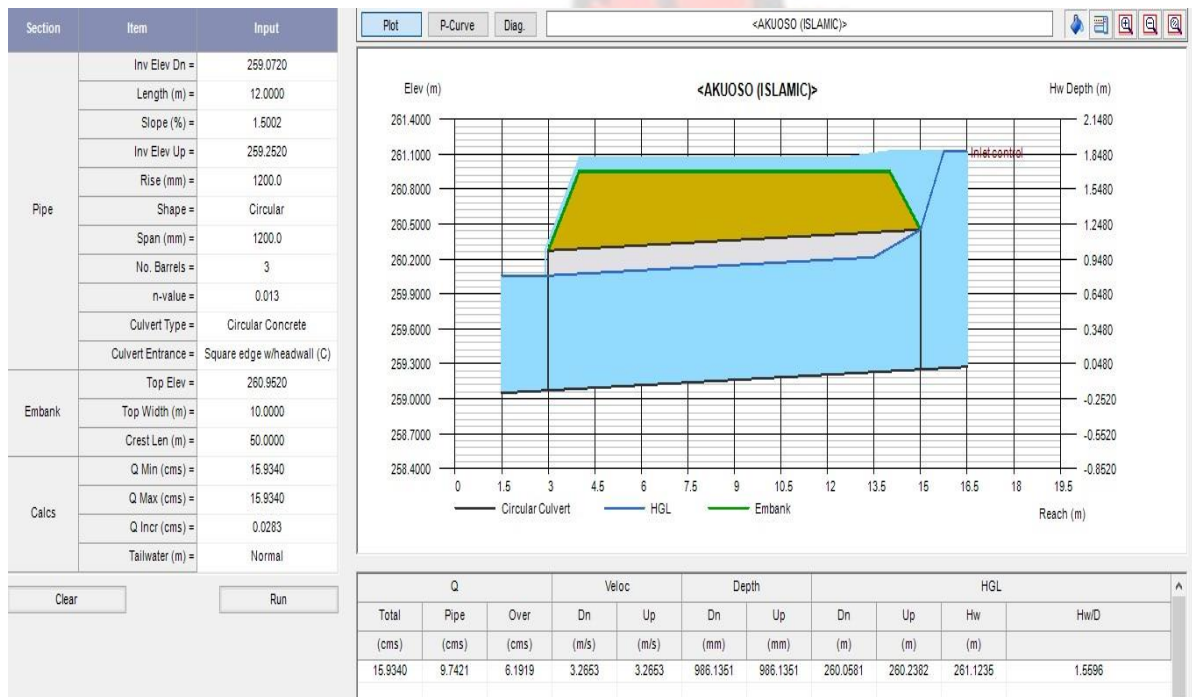 Section Item Input
Pipe
Inv Elev Dn = 259.0720
Length (m) = 12.0000
Slope (%) = 1.5002
Inv Elev Up = 259.2520
Rise (mm) = 1200.0
Shape = Circular
Span (mm) = 1200.0
No. Barrels = 3
n-value = 0.013
Culvert Type = Circular Concrete
Culvert Entrance = Square edge w/headwall (C)
Embank
Top Elev = 260.9520
Top Width (m) = 10.0000
Crest Len (m) = 50.0000
Calcs
Q Min (cms) = 15.9340
Q Max (cms) = 15.9340
Q Incr (cms) = 0.0283
Tailwater (m) = Normal
Clear Run
Plot P-Curve Diag. <AKUOSO (ISLAMIC)>
Elev (m) <AKUOSO (ISLAMIC)> Hw Depth (m)
261.4000 2.1480
261.1000 Inlet control 1.8480
260.8000 1.5480
260.5000 1.2480
260.2000 0.9480
259.9000 0.6480
259.6000 0.3480
259.3000 0.0480
259.0000 -0.2520
258.7000 -0.5520
258.4000 -0.8520
0 1.5 3 4.5 6 7.5 9 10.5 12 13.5 15 16.5 18 19.5
Circular Culvert HGL Embank Reach (m)
Q Veloc Depth HGL
Total Pipe Over Dn Up Dn Up Dn Up Hw Hw/D
(cms) (cms) (cms) (m/s) (m/s) (mm) (mm) (m) (m) (m)
15.9340 9.7421 6.1919 3.2653 3.2653 986.1351 986.1351 260.0581 260.2382 261.1235 1.5596